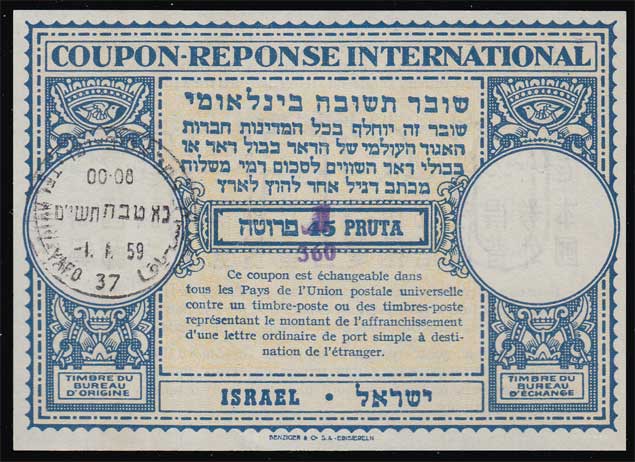 COUPON-REPONSE INTERNATIONAL
שובר תשובה בינלאומי
שובר זה יוחלף בכל המדינות חברות
האגוד העולמי של הדאר בבול דאר או
בבולי דאר השווים לסכום דמי משלוח
מכתב רגיל אחד לחוץ לארץ
00-08
כא טבת תשי"ט
-1. 1. 59
TEL AVIV-YAFO 37
45 פרוטה PRUTA
360
Ce coupon est échangeable dans
tous les Pays de l'Union postale universelle
contre un timbre-poste ou des timbres-poste
représentant le montant de l'affranchissement
d'une lettre ordinaire de port simple à desti-
nation de l'étranger.
TIMBRE DU
BUREAU
D'ORIGINE
TIMBRE DU
BUREAU
D'ÉCHANGE
ISRAEL • ישראל
BENZIGER & Co S.A. - EINSIEDELN